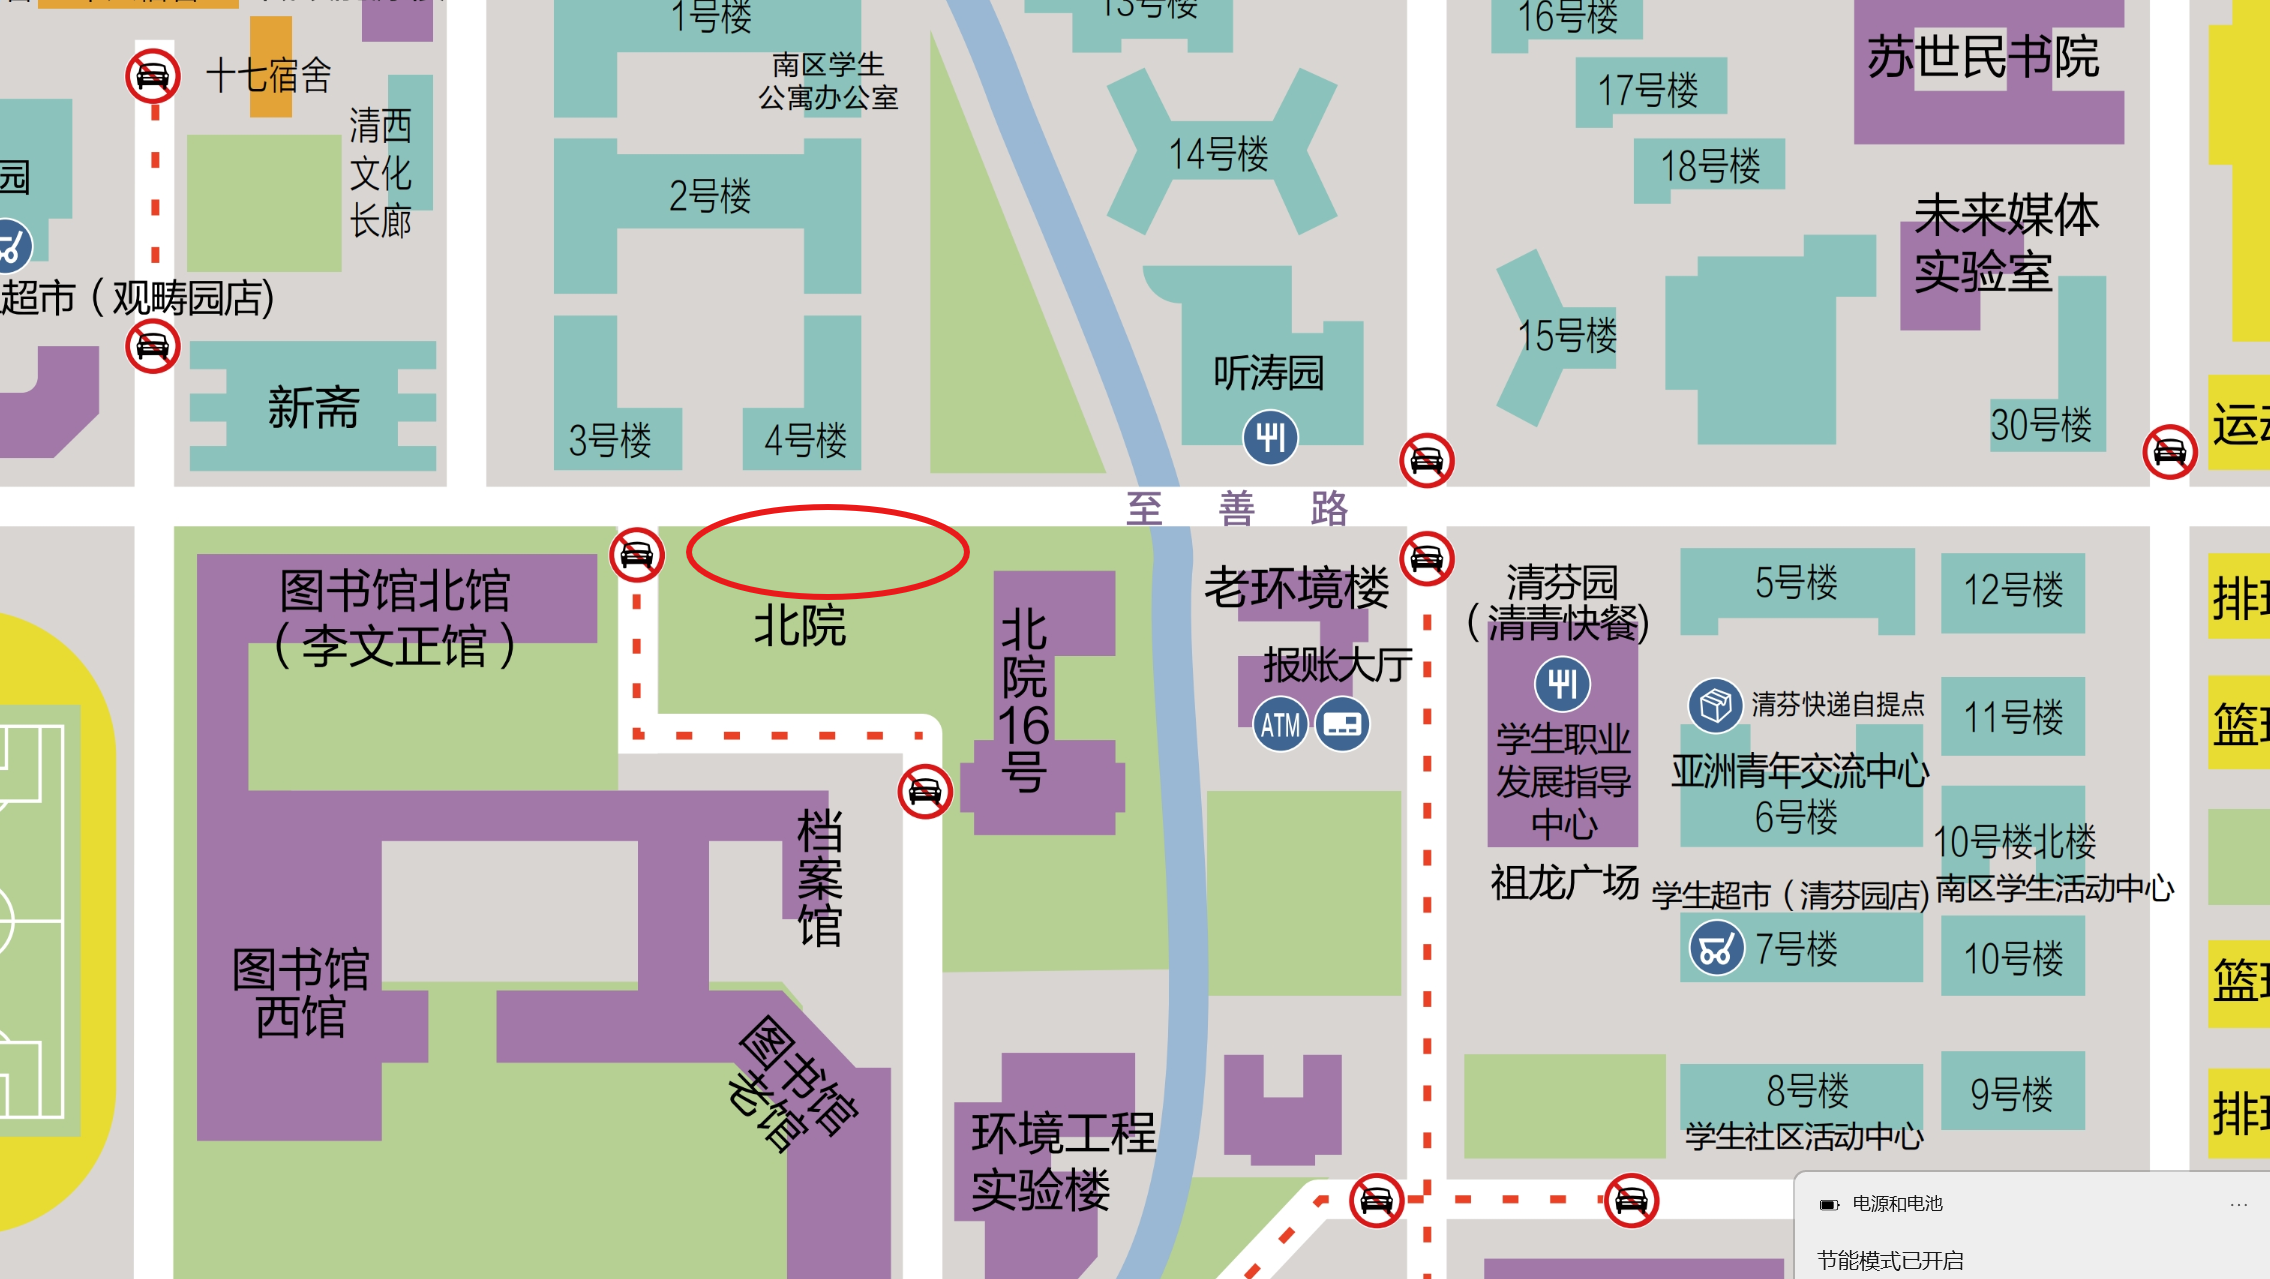 1号楼
13号楼
16号楼
南区学生
公寓办公室
苏世民书院
十七宿舍
17号楼
清西
文化
长廊
14号楼
18号楼
园
2号楼
未来媒体
实验室
超市（观畴园店）
15号楼
听涛园
新斋
3号楼
4号楼
30号楼
至善路
图书馆北馆
（李文正馆）
北院
北
院
16
号
老环境楼
报账大厅
ATM
清芬园
（清青快餐）
5号楼
12号楼
清芬快递自提点
11号楼
学生职业
发展指导
中心
亚洲青年交流中心
6号楼
10号楼北楼
档
案
馆
祖龙广场
学生超市（清芬园店）
南区学生活动中心
7号楼
10号楼
图书馆
西馆
图书馆
老馆
环境工程
实验楼
8号楼
学生社区活动中心
9号楼
电源和电池
...
节能模式已开启